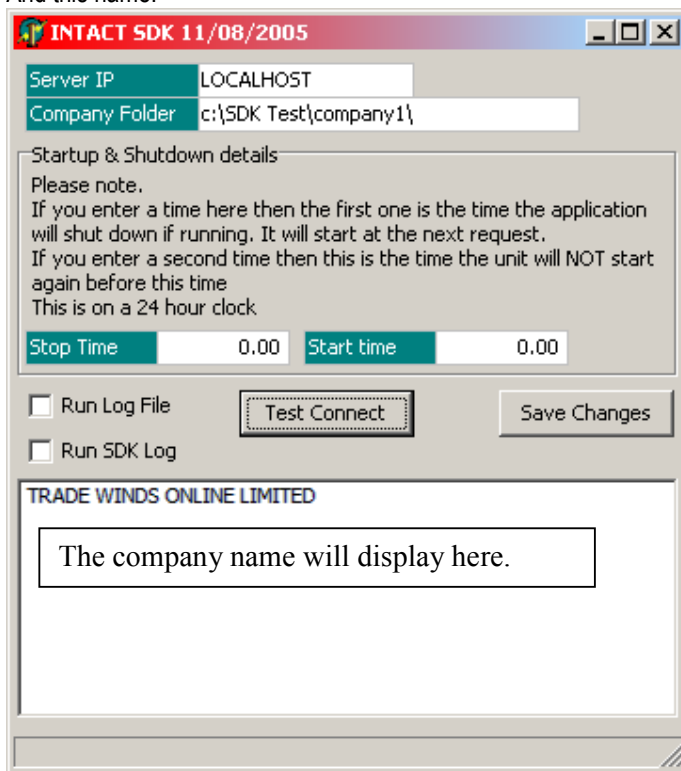 And this name:
INTACT SDK 11/08/2005
Server IP LOCALHOST
Company Folder c:\SDK Test\company1\
Startup & Shutdown details
Please note.
If you enter a time here then the first one is the time the application
will shut down if running. It will start at the next request.
If you enter a second time then this is the time the unit will NOT start
again before this time
This is on a 24 hour clock
Stop Time 0.00 Start time 0.00
Run Log File Test Connect Save Changes
Run SDK Log
TRADE WINDS ONLINE LIMITED
The company name will display here.